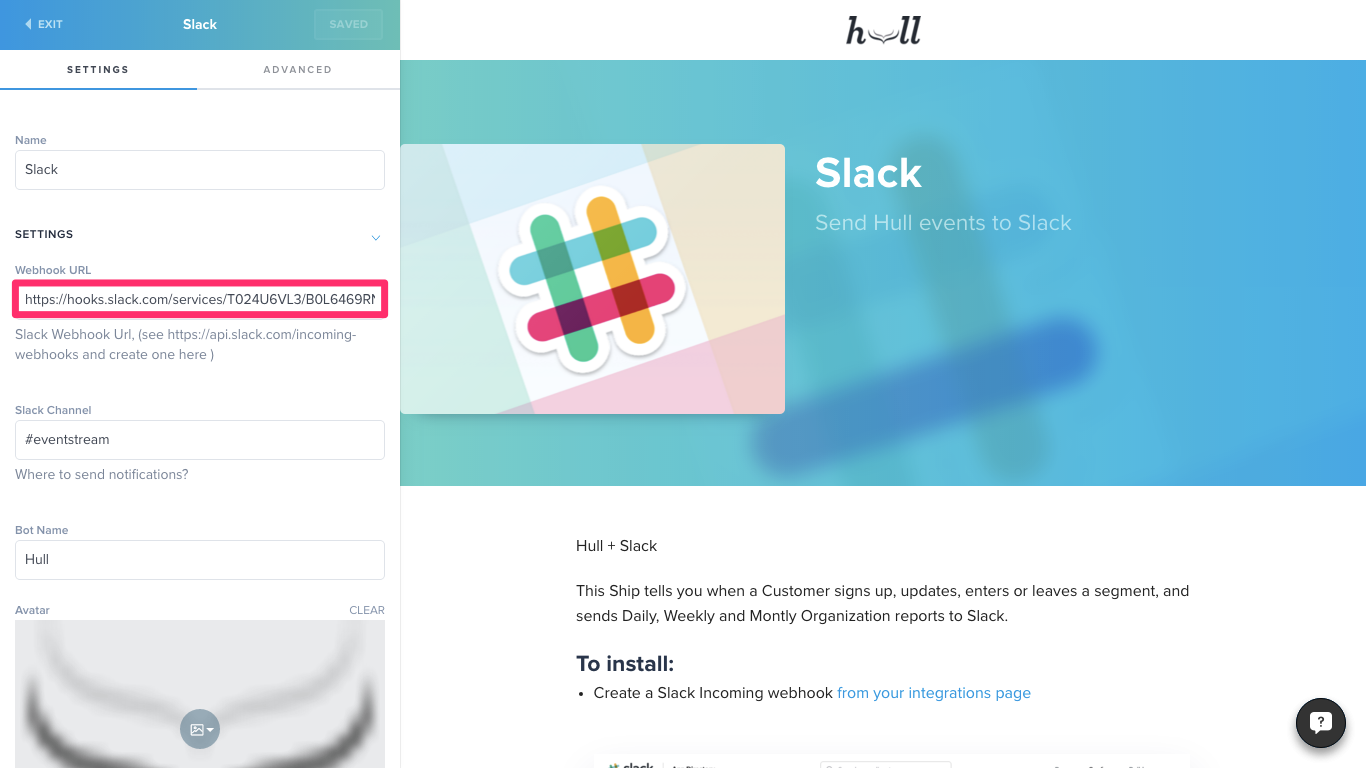 EXIT
Slack
SAVED
SETTINGS
ADVANCED
Name
Slack
SETTINGS
Webhook URL
https://hooks.slack.com/services/T024U6VL3/B0L6469R
Slack Webhook Url, (see https://api.slack.com/incoming-
webhooks and create one here )
Slack Channel
#eventstream
Where to send notifications?
Bot Name
Hull
Avatar
CLEAR
hull
Slack
Send Hull events to Slack
Hull + Slack
This Ship tells you when a Customer signs up, updates, enters or leaves a segment, and
sends Daily, Weekly and Montly Organization reports to Slack.
To install:
• Create a Slack Incoming webhook from your integrations page
slack